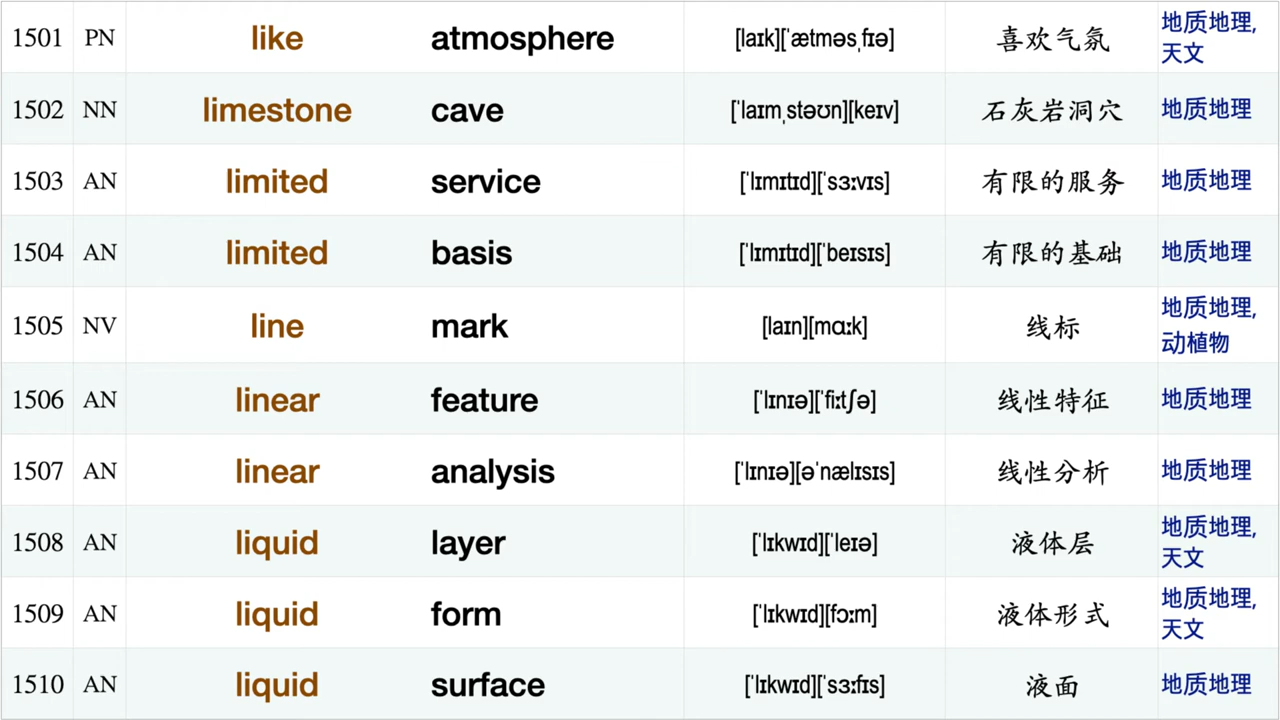 1501 PN like atmosphere [laɪk][ˈætməsˌfɪə] 喜欢气氛 地质地理,
天文
1502 NN limestone cave [ˈlaɪmˌstəʊn][keɪv] 石灰岩洞穴 地质地理
1503 AN limited service [ˈlɪmɪtɪd][ˈsɜːvɪs] 有限的服务 地质地理
1504 AN limited basis [ˈlɪmɪtɪd][ˈbeɪsɪs] 有限的基础 地质地理
1505 NV line mark [laɪn][mɑːk] 线标 地质地理,
动植物
1506 AN linear feature [ˈlɪnɪə][ˈfiːtʃə] 线性特征 地质地理
1507 AN linear analysis [ˈlɪnɪə][əˈnælɪsɪs] 线性分析 地质地理
1508 AN liquid layer [ˈlɪkwɪd][ˈleɪə] 液体层 地质地理,
天文
1509 AN liquid form [ˈlɪkwɪd][fɔːm] 液体形式 地质地理,
天文
1510 AN liquid surface [ˈlɪkwɪd][ˈsɜːfɪs] 液面 地质地理